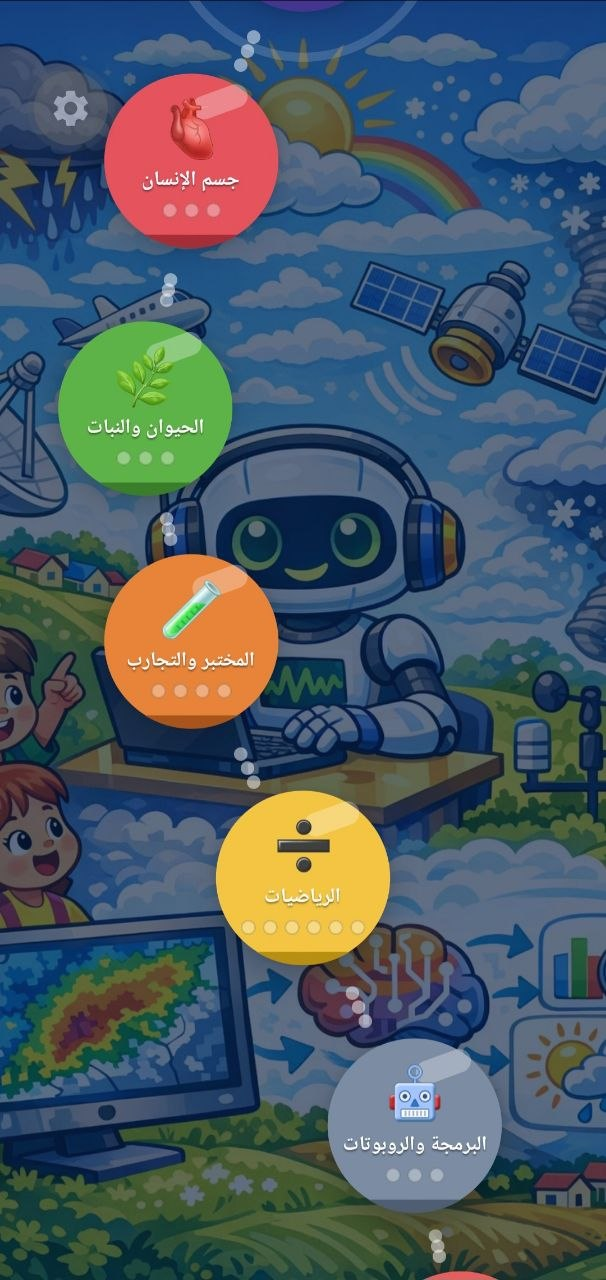 جسم الإنسان
الحيوان والنبات
المختبر والتجارب
الرياضيات
البرمجة والروبوتات